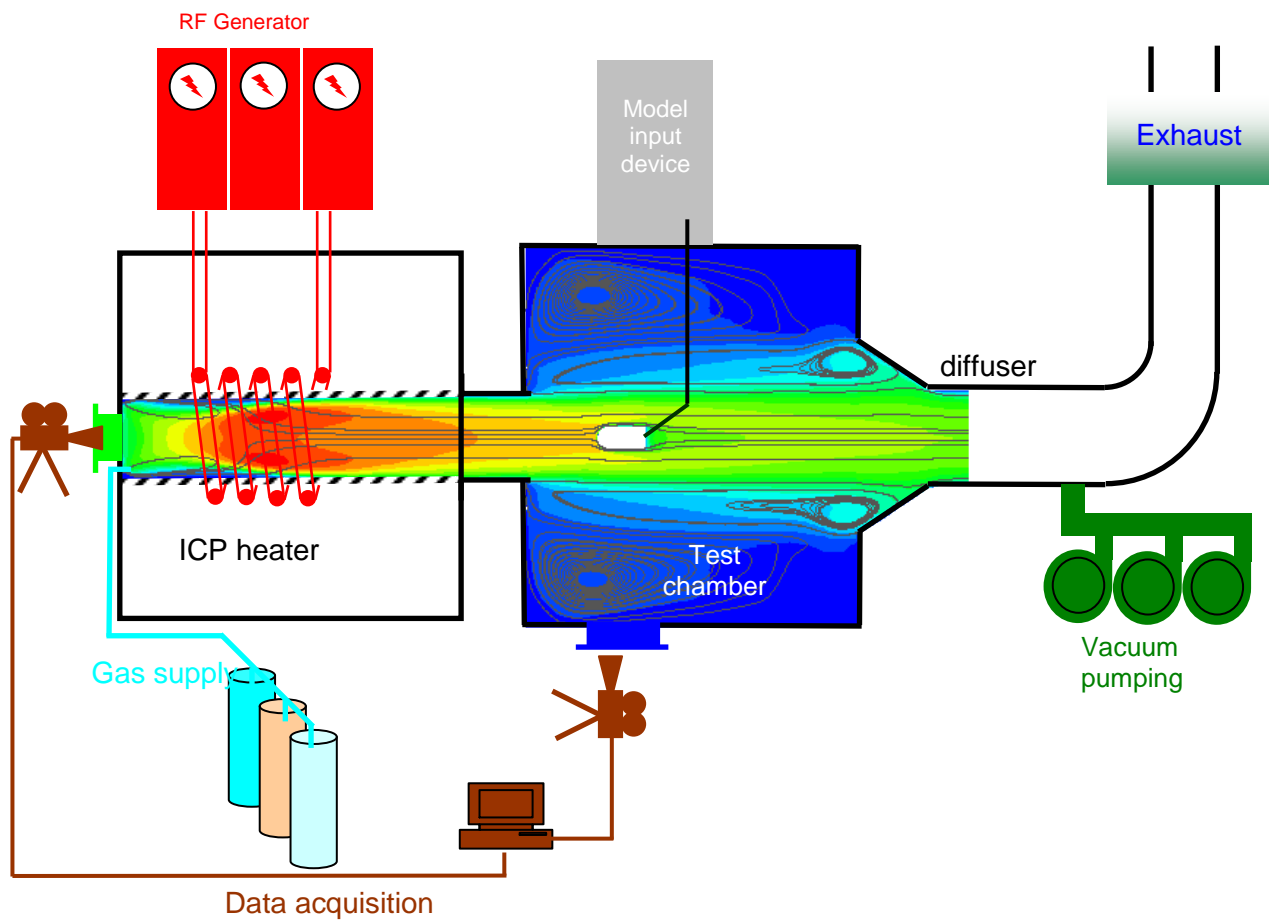 RF Generator
Model
input
device
Exhaust
diffuser
ICP heater
Test
chamber
Gas supply
Vacuum
pumping
Data acquisition